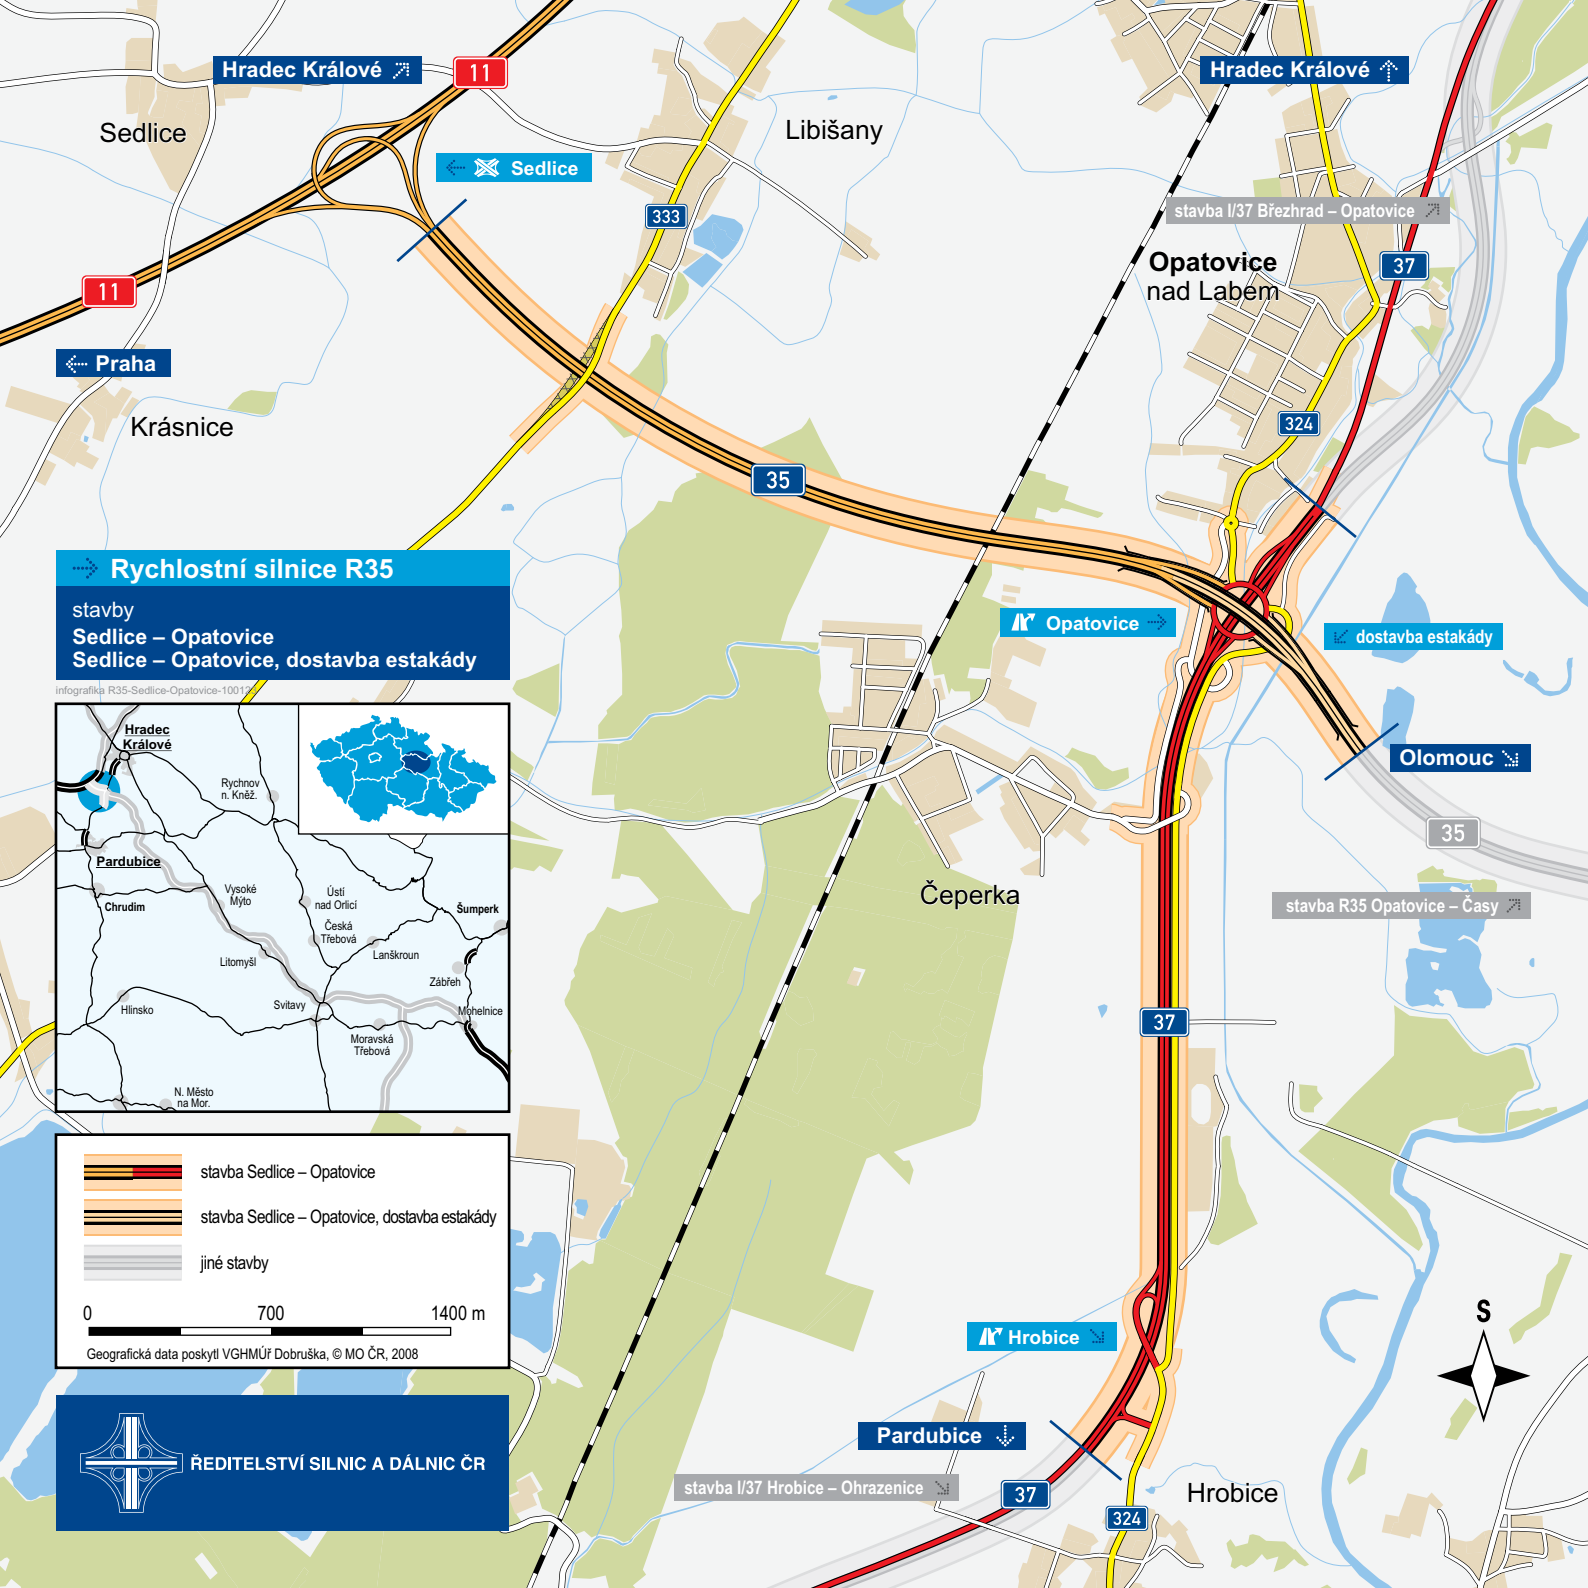 Hradec Králové
11
Hradec Králové
Sedlice
Libišany
Sedlice
333
stavba I/37 Březhrad – Opatovice
Opatovice
nad Labem
37
11
Praha
Krásnice
324
35
Rychlostní silnice R35
stavby
Sedlice – Opatovice
Sedlice – Opatovice, dostavba estakády
infografika R35-Sedlice-Opatovice-100123
Opatovice
dostavba estakády
Olomouc
35
stavba R35 Opatovice – Časy
Čeperka
Hradec
Králové
Rychnov
n. Kněž.
Pardubice
Chrudim
Vysoké
Mýto
Ústí
nad Orlicí
Česká
Třebová
Šumperk
Litomyšl
Lanškroun
Zábřeh
Hlinsko
Svitavy
Mohelnice
Moravská
Třebová
N. Město
na Mor.
37
stavba Sedlice – Opatovice
stavba Sedlice – Opatovice, dostavba estakády
jiné stavby
0 700 1400 m
Geografická data poskytl VGHMÚř Dobruška, © MO ČR, 2008
S
Hrobice
Pardubice
ŘEDITELSTVÍ SILNIC A DÁLNIC ČR
stavba I/37 Hrobice – Ohrazenice
37
Hrobice
324